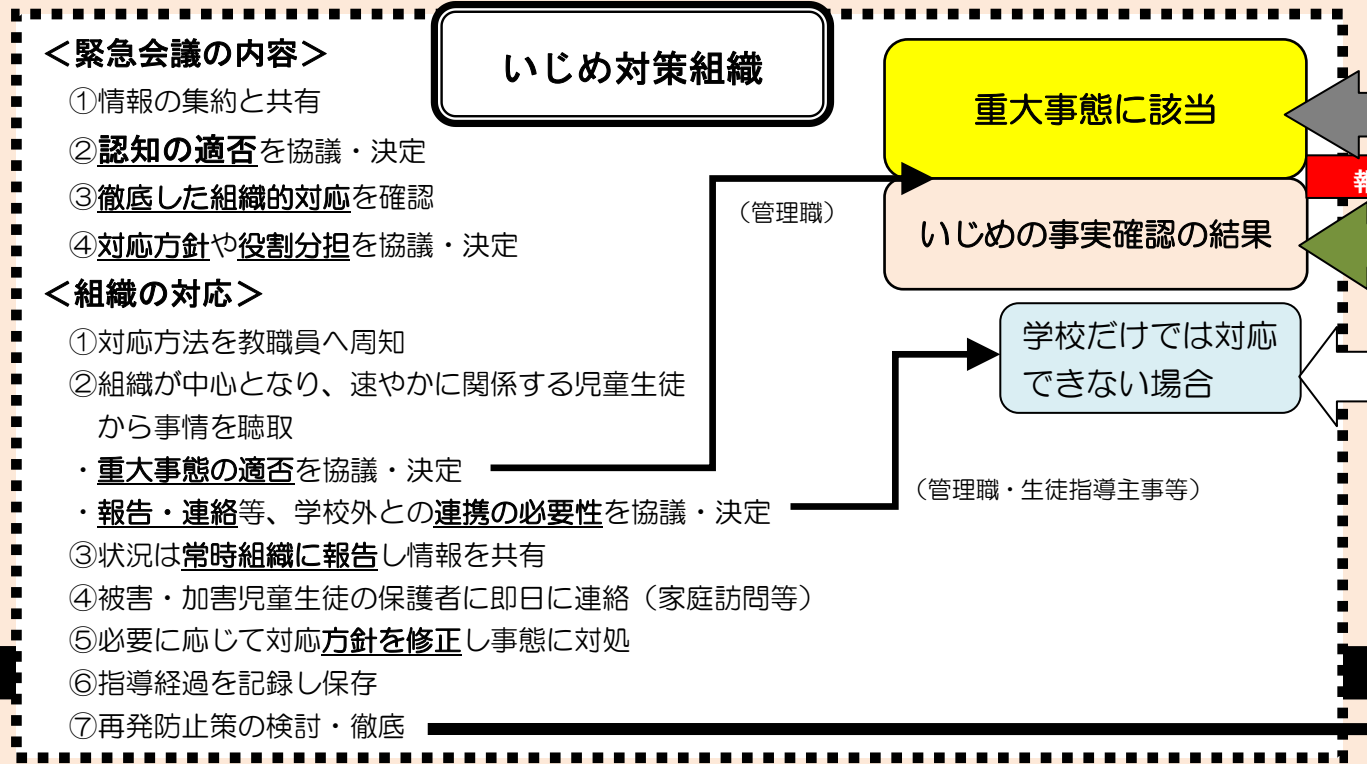 いじめ対策組織
＜緊急会議の内容＞
①情報の集約と共有
②認知の適否を協議・決定
③徹底した組織的対応を確認
④対応方針や役割分担を協議・決定
＜組織の対応＞
①対応方法を教職員へ周知
②組織が中心となり、速やかに関係する児童生徒
から事情を聴取
・重大事態の適否を協議・決定
・報告・連絡等、学校外との連携の必要性を協議・決定
③状況は常時組織に報告し情報を共有
④被害・加害児童生徒の保護者に即日に連絡（家庭訪問等）
⑤必要に応じて対応方針を修正し事態に対処
⑥指導経過を記録し保存
⑦再発防止策の検討・徹底
（管理職）
重大事態に該当
いじめの事実確認の結果
学校だけでは対応
できない場合
（管理職・生徒指導主事等）